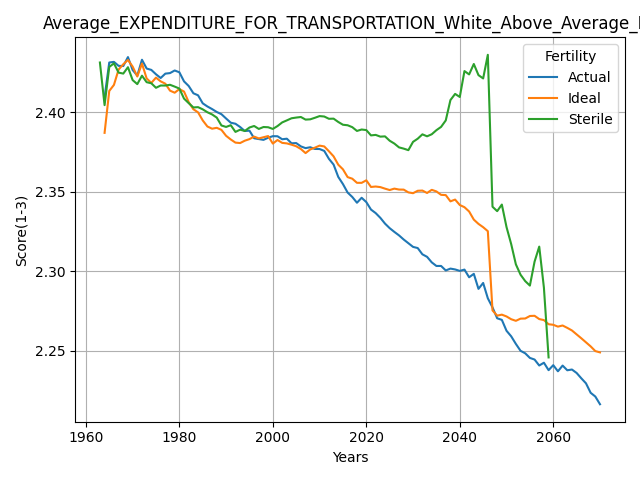 Average_EXPENDITURE_FOR_TRANSPORTATION_White_Above_Average_
Fertility
Actual
Ideal
Sterile
Score(1-3)
2.40
2.35
2.30
2.25
1960 1980 2000 2020 2040 2060
Years